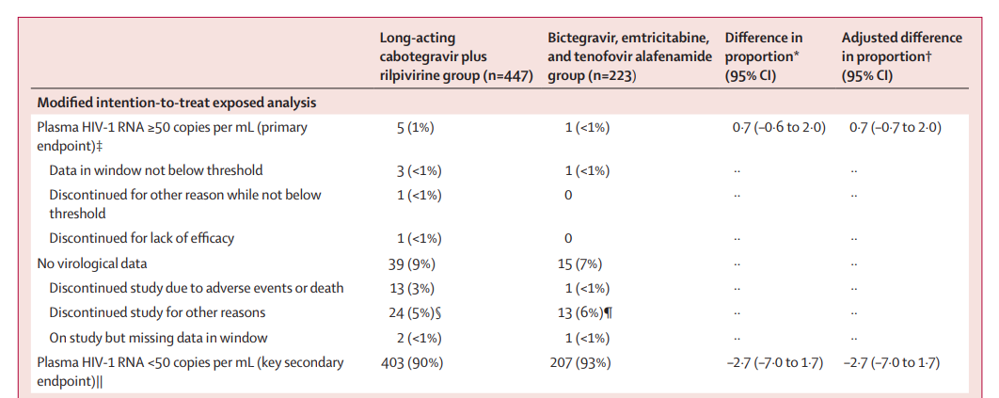 Long-acting cabotegravir plus rilpivirine group (n=447) Bictegravir, emtricitabine, and tenofovir alafenamide group (n=223) Difference in proportion* (95% CI) Adjusted difference in proportion† (95% CI)
Modified intention-to-treat exposed analysis
Plasma HIV-1 RNA ≥50 copies per mL (primary endpoint)‡ 5 (1%) 1 (<1%) 0·7 (–0·6 to 2·0) 0·7 (–0·7 to 2·0)
Data in window not below threshold 3 (<1%) 1 (<1%) ·· ··
Discontinued for other reason while not below threshold 1 (<1%) 0 ·· ··
Discontinued for lack of efficacy 1 (<1%) 0 ·· ··
No virological data 39 (9%) 15 (7%) ·· ··
Discontinued study due to adverse events or death 13 (3%) 1 (<1%) ·· ··
Discontinued study for other reasons 24 (5%)§ 13 (6%)¶ ·· ··
On study but missing data in window 2 (<1%) 1 (<1%) ·· ··
Plasma HIV-1 RNA <50 copies per mL (key secondary endpoint)|| 403 (90%) 207 (93%) –2·7 (–7·0 to 1·7) –2·7 (–7·0 to 1·7)